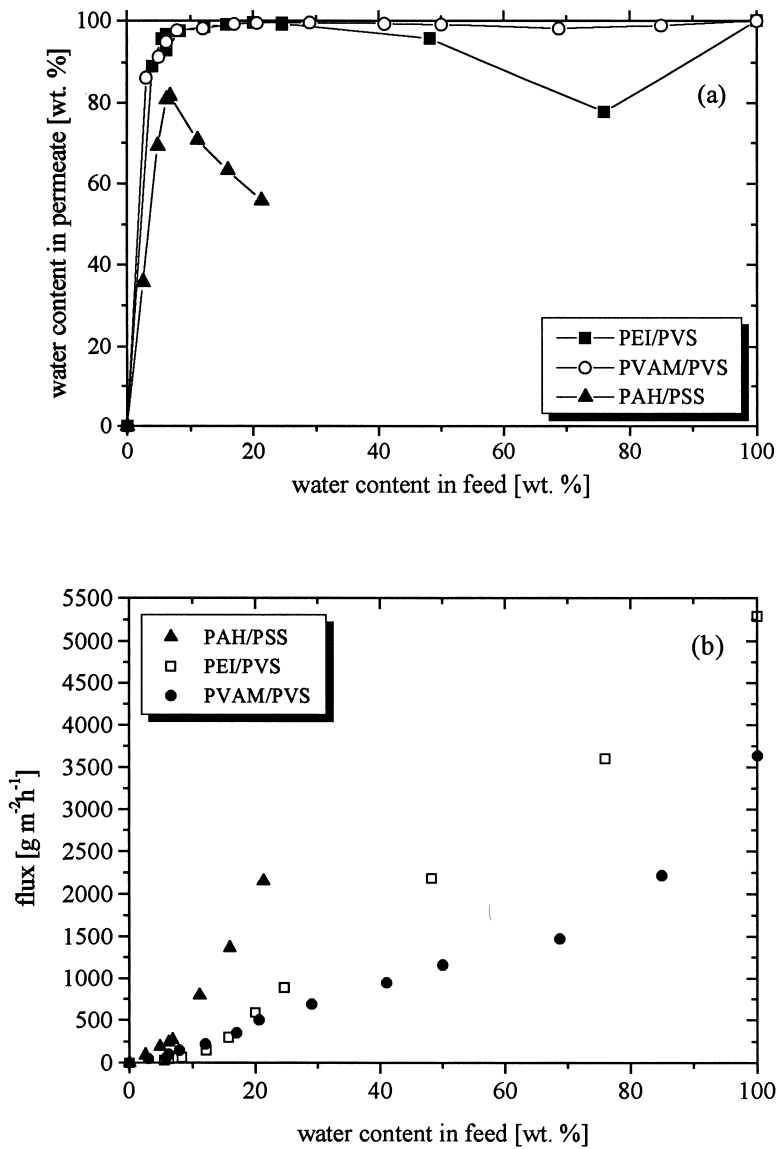 100
80
60
40
20
0
water content in permeate [wt. %]
(a)
PEI/PVS
PVAM/PVS
PAH/PSS
0 20 40 60 80 100
water content in feed [wt. %]
5500
5000
4500
4000
3500
3000
2500
2000
1500
1000
500
0
flux [g m⁻²h⁻¹]
PAH/PSS
PEI/PVS
PVAM/PVS
(b)
0 20 40 60 80 100
water content in feed [wt. %]